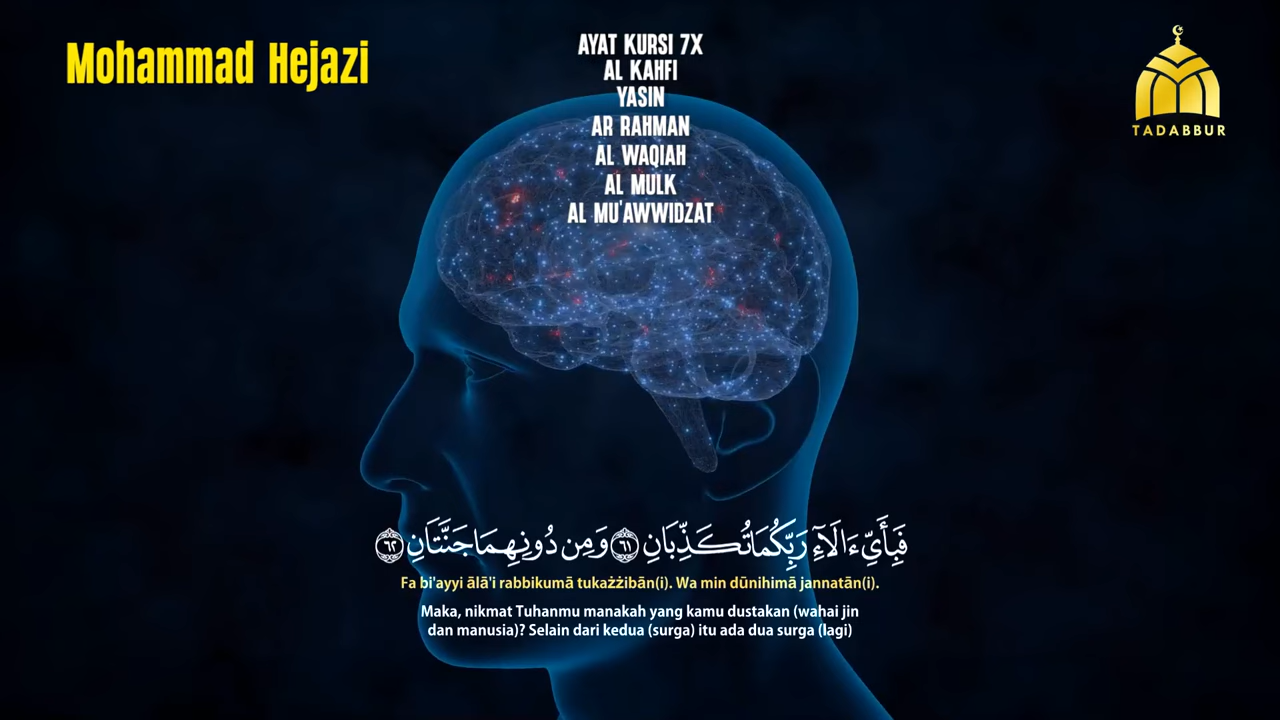 Mohammad Hejazi
AYAT KURSI 7X
AL KAHFI
YASIN
AR RAHMAN
AL WAQIAH
AL MULK
AL MU'AWWIDZAT
TADABBUR
فَبِأَيِّ ءَالَآءِ رَبِّكُمَا تُكَذِّبَانِ ٦١ وَمِن دُونِهِمَا جَنَّتَانِ ٦٢
Fa bi'ayyi ālā'i rabbikumā tukażżibān(i). Wa min dūnihimā jannatān(i).
Maka, nikmat Tuhanmu manakah yang kamu dustakan (wahai jin
dan manusia)? Selain dari kedua (surga) itu ada dua surga (lagi)